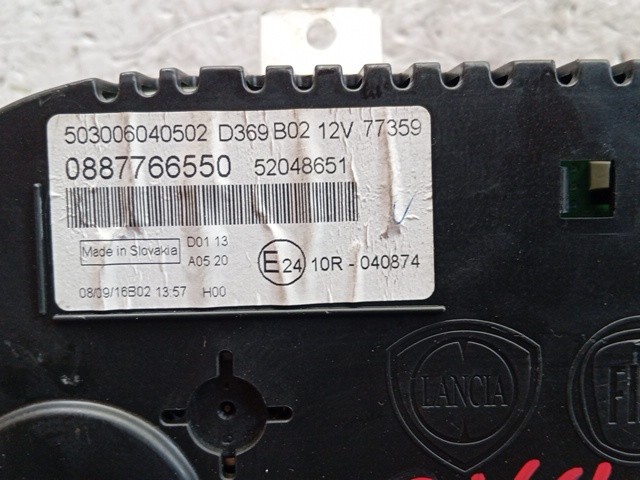 503006040502 D369 B02 12V 77359
0887766550 52048651
Made in Slovakia D01 13
A05 20
E 24 10R - 040874
08/09/16B02 13:57 H00
LANCIA